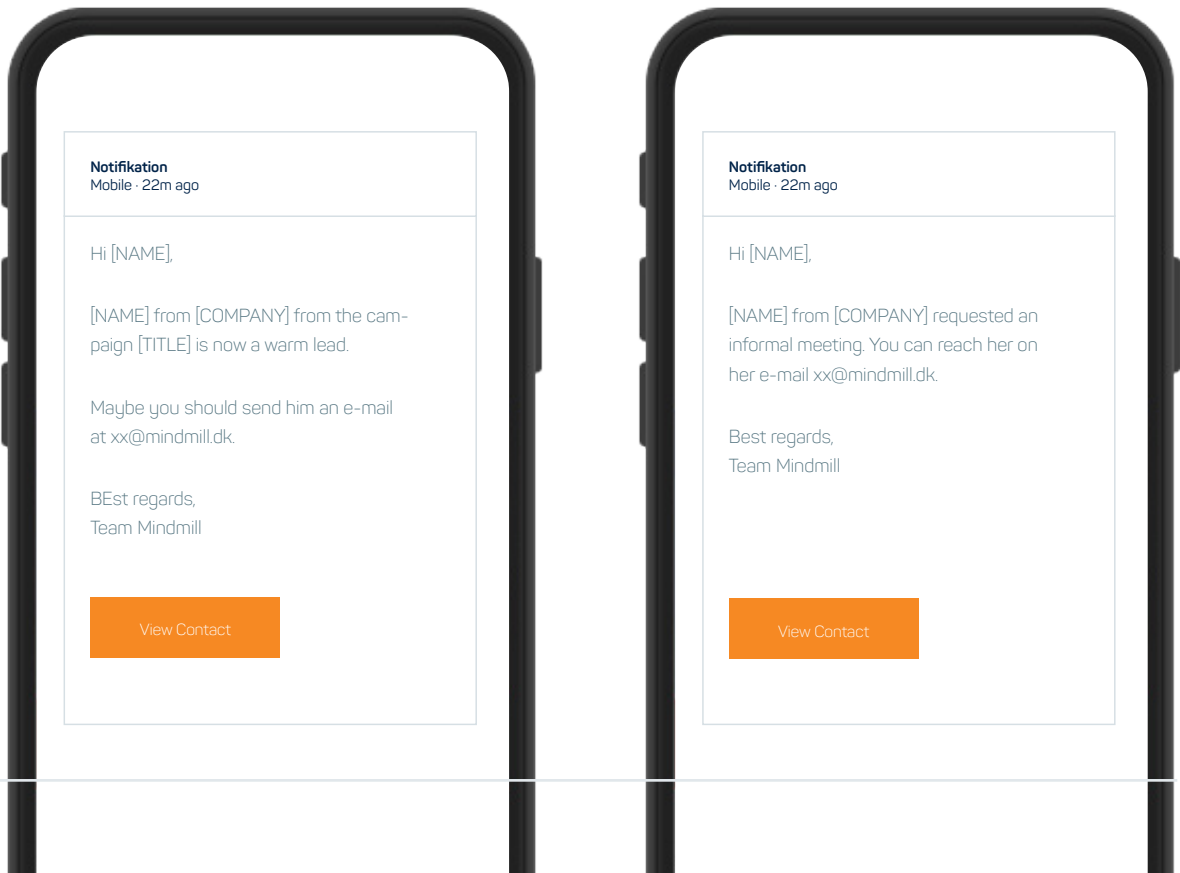 Notifikation
Mobile · 22m ago
Hi [NAME],
[NAME] from [COMPANY] from the cam-
paign [TITLE] is now a warm lead.
Maybe you should send him an e-mail
at xx@mindmill.dk.
BEst regards,
Team Mindmill
View Contact
Notifikation
Mobile · 22m ago
Hi [NAME],
[NAME] from [COMPANY] requested an
informal meeting. You can reach her on
her e-mail xx@mindmill.dk.
Best regards,
Team Mindmill
View Contact